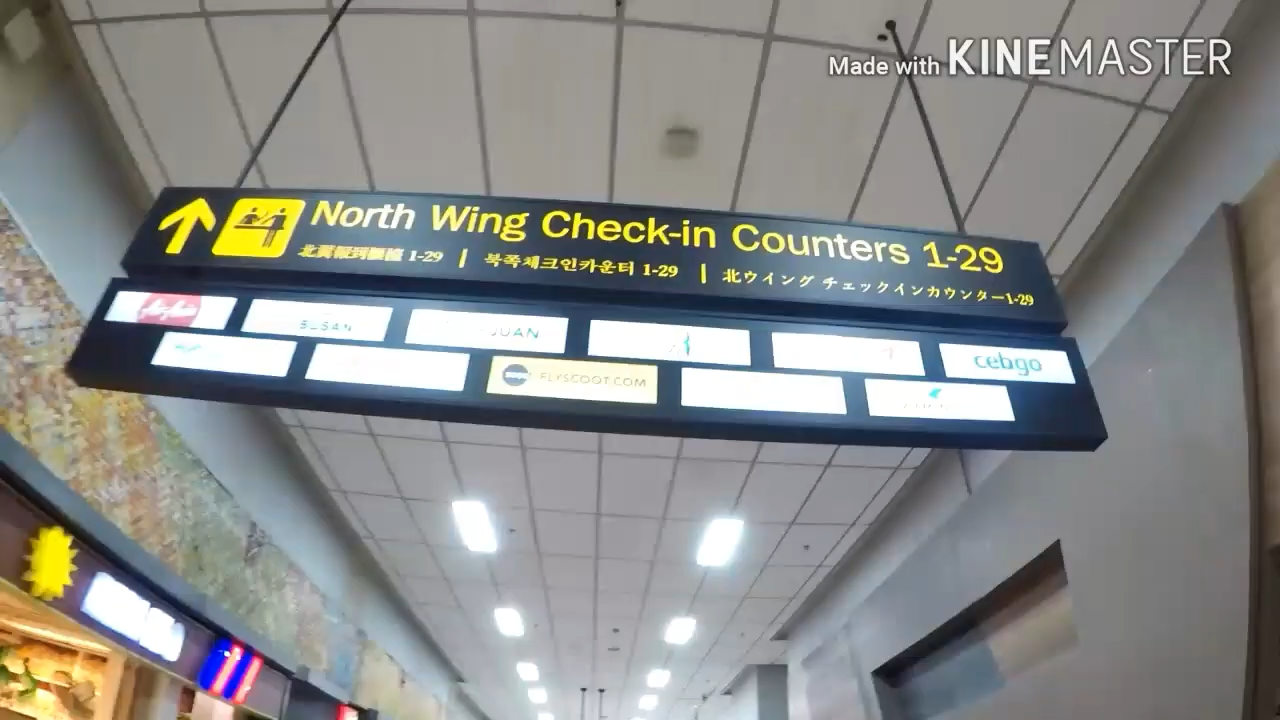 Made with KINEMASTER
North Wing Check-in Counters 1-29
北翼報到櫃檯 1-29 | 북쪽체크인카운터 1-29 | 北ウイング チェックインカウンター1-29
AirAsia BUSAN JUAN cebgo
FLYSCOOT.COM